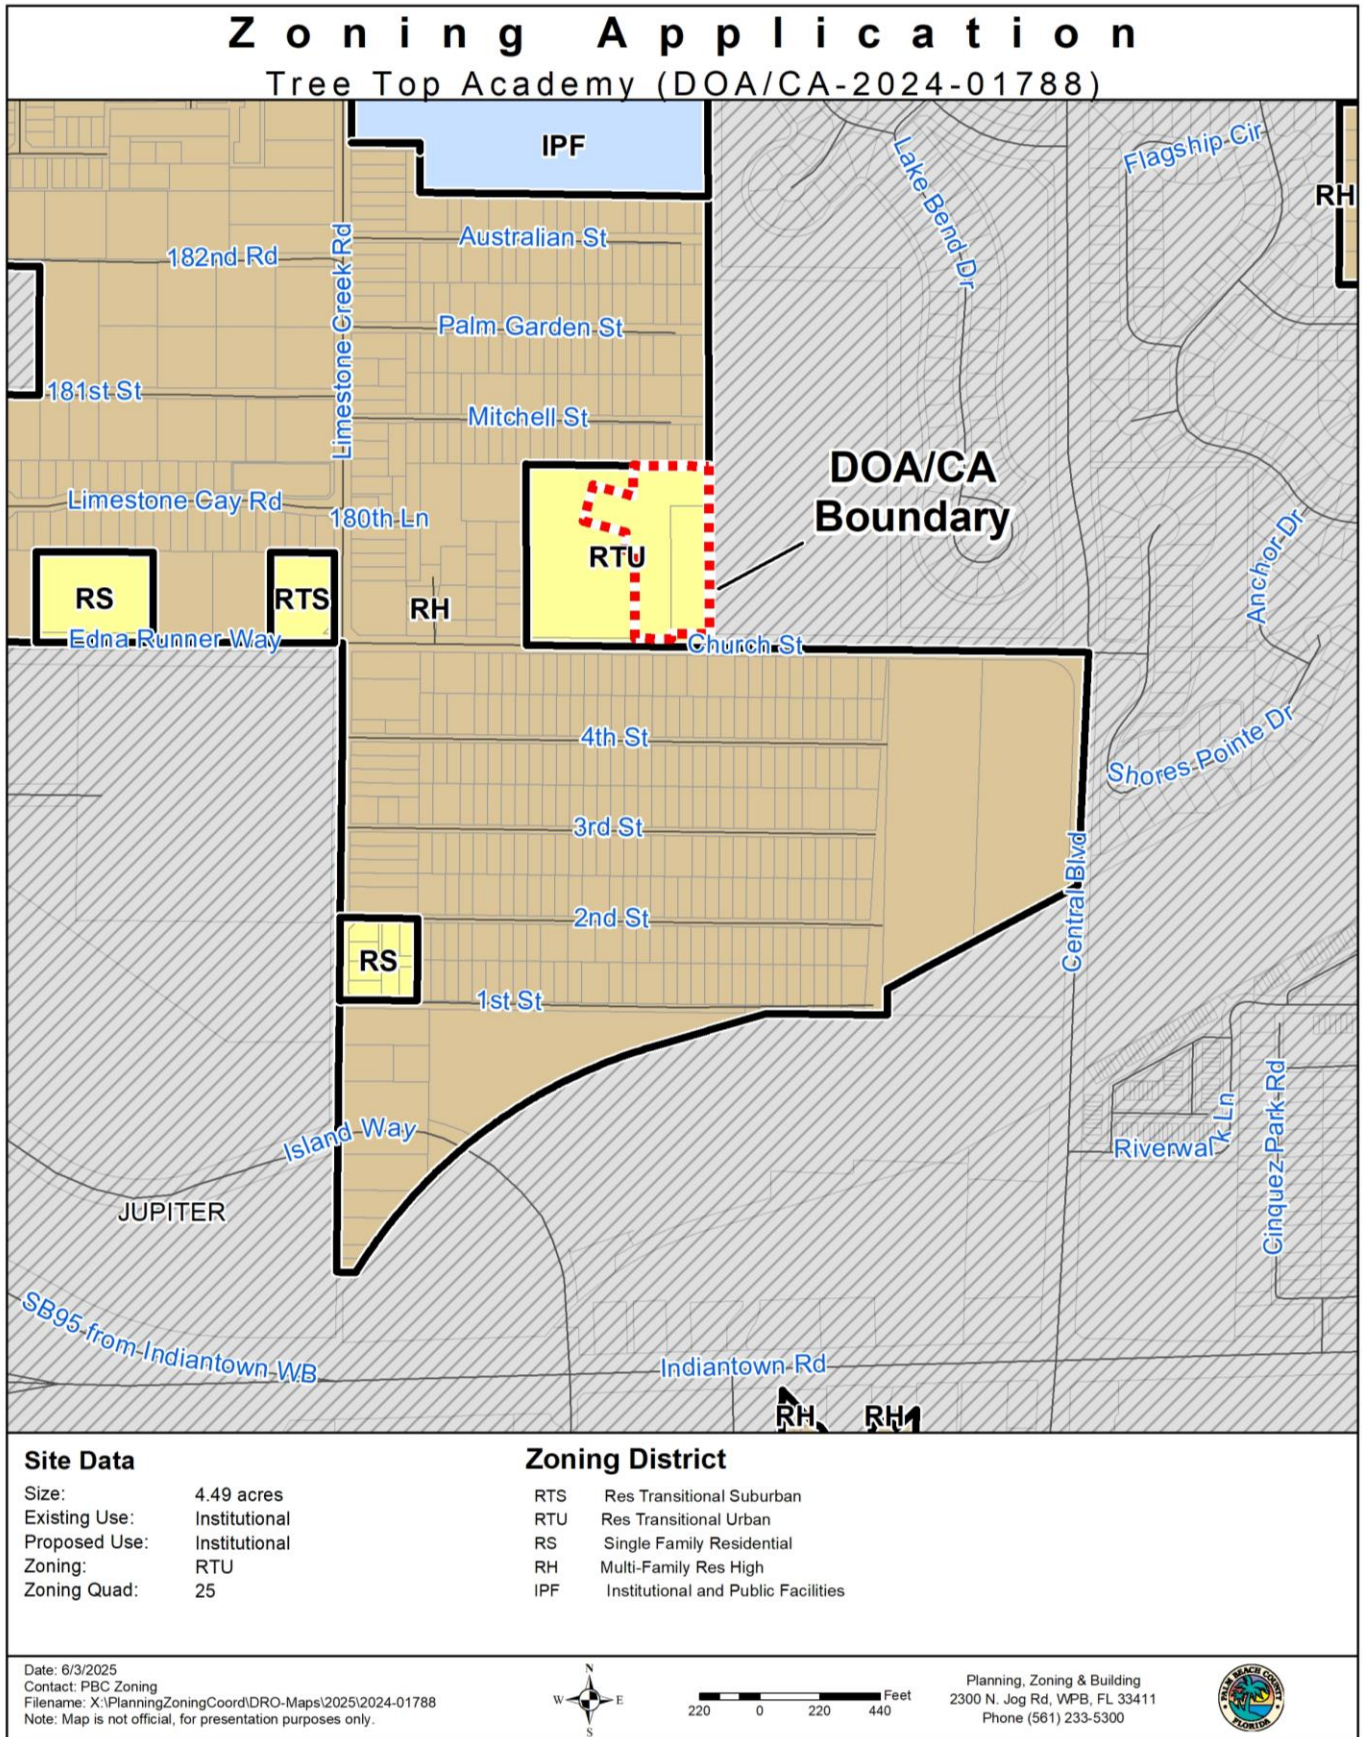 Zoning Application
Tree Top Academy (DOA/CA-2024-01788)
IPF
Flagship Cir
Lake Bend Dr
RH
Australian St
182nd Rd
Limestone Creek Rd
Palm Garden St
181st St
Mitchell St
DOA/CA
Boundary
Limestone Cay Rd
180th Ln
Anchor Dr
RTU
RS
RTS
RH
Edna Runner Way
Church St
4th St
Shores Pointe Dr
3rd St
Central Blvd
2nd St
RS
1st St
Island Way
Riverwalk Ln
Cinquez Park Rd
JUPITER
SB95 from Indiantown WB
Indiantown Rd
RH
RH
Site Data
Size: 4.49 acres
Existing Use: Institutional
Proposed Use: Institutional
Zoning: RTU
Zoning Quad: 25
Zoning District
RTS Res Transitional Suburban
RTU Res Transitional Urban
RS Single Family Residential
RH Multi-Family Res High
IPF Institutional and Public Facilities
Date: 6/3/2025
Contact: PBC Zoning
Filename: X:\PlanningZoningCoord\DRO-Maps\2025\2024-01788
Note: Map is not official, for presentation purposes only.
N
W E
S
Feet
220 0 220 440
Planning, Zoning & Building
2300 N. Jog Rd, WPB, FL 33411
Phone (561) 233-5300
PALM BEACH COUNTY
FLORIDA